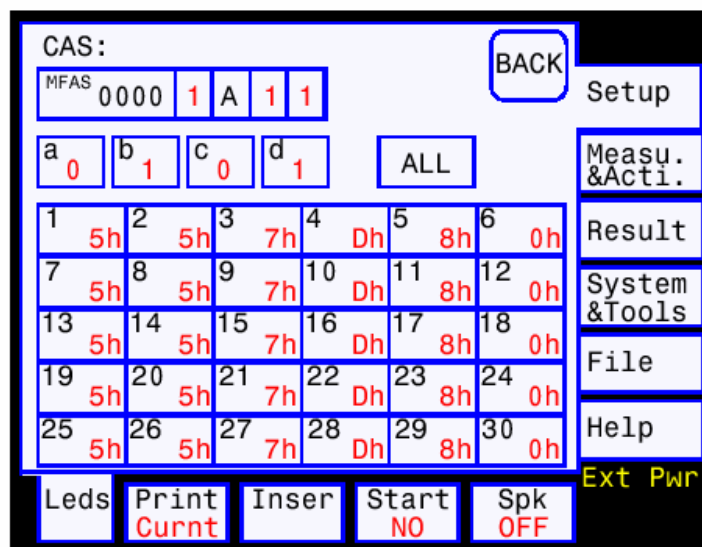 CAS:
BACK
MFAS 0000 1 A 1 1
a 0 b 1 c 0 d 1 ALL
1 5h 2 5h 3 7h 4 Dh 5 8h 6 0h
7 5h 8 5h 9 7h 10 Dh 11 8h 12 0h
13 5h 14 5h 15 7h 16 Dh 17 8h 18 0h
19 5h 20 5h 21 7h 22 Dh 23 8h 24 0h
25 5h 26 5h 27 7h 28 Dh 29 8h 30 0h
Setup
Measu.
&Acti.
Result
System
&Tools
File
Help
Ext Pwr
Leds Print Inser Start Spk
Curnt NO OFF